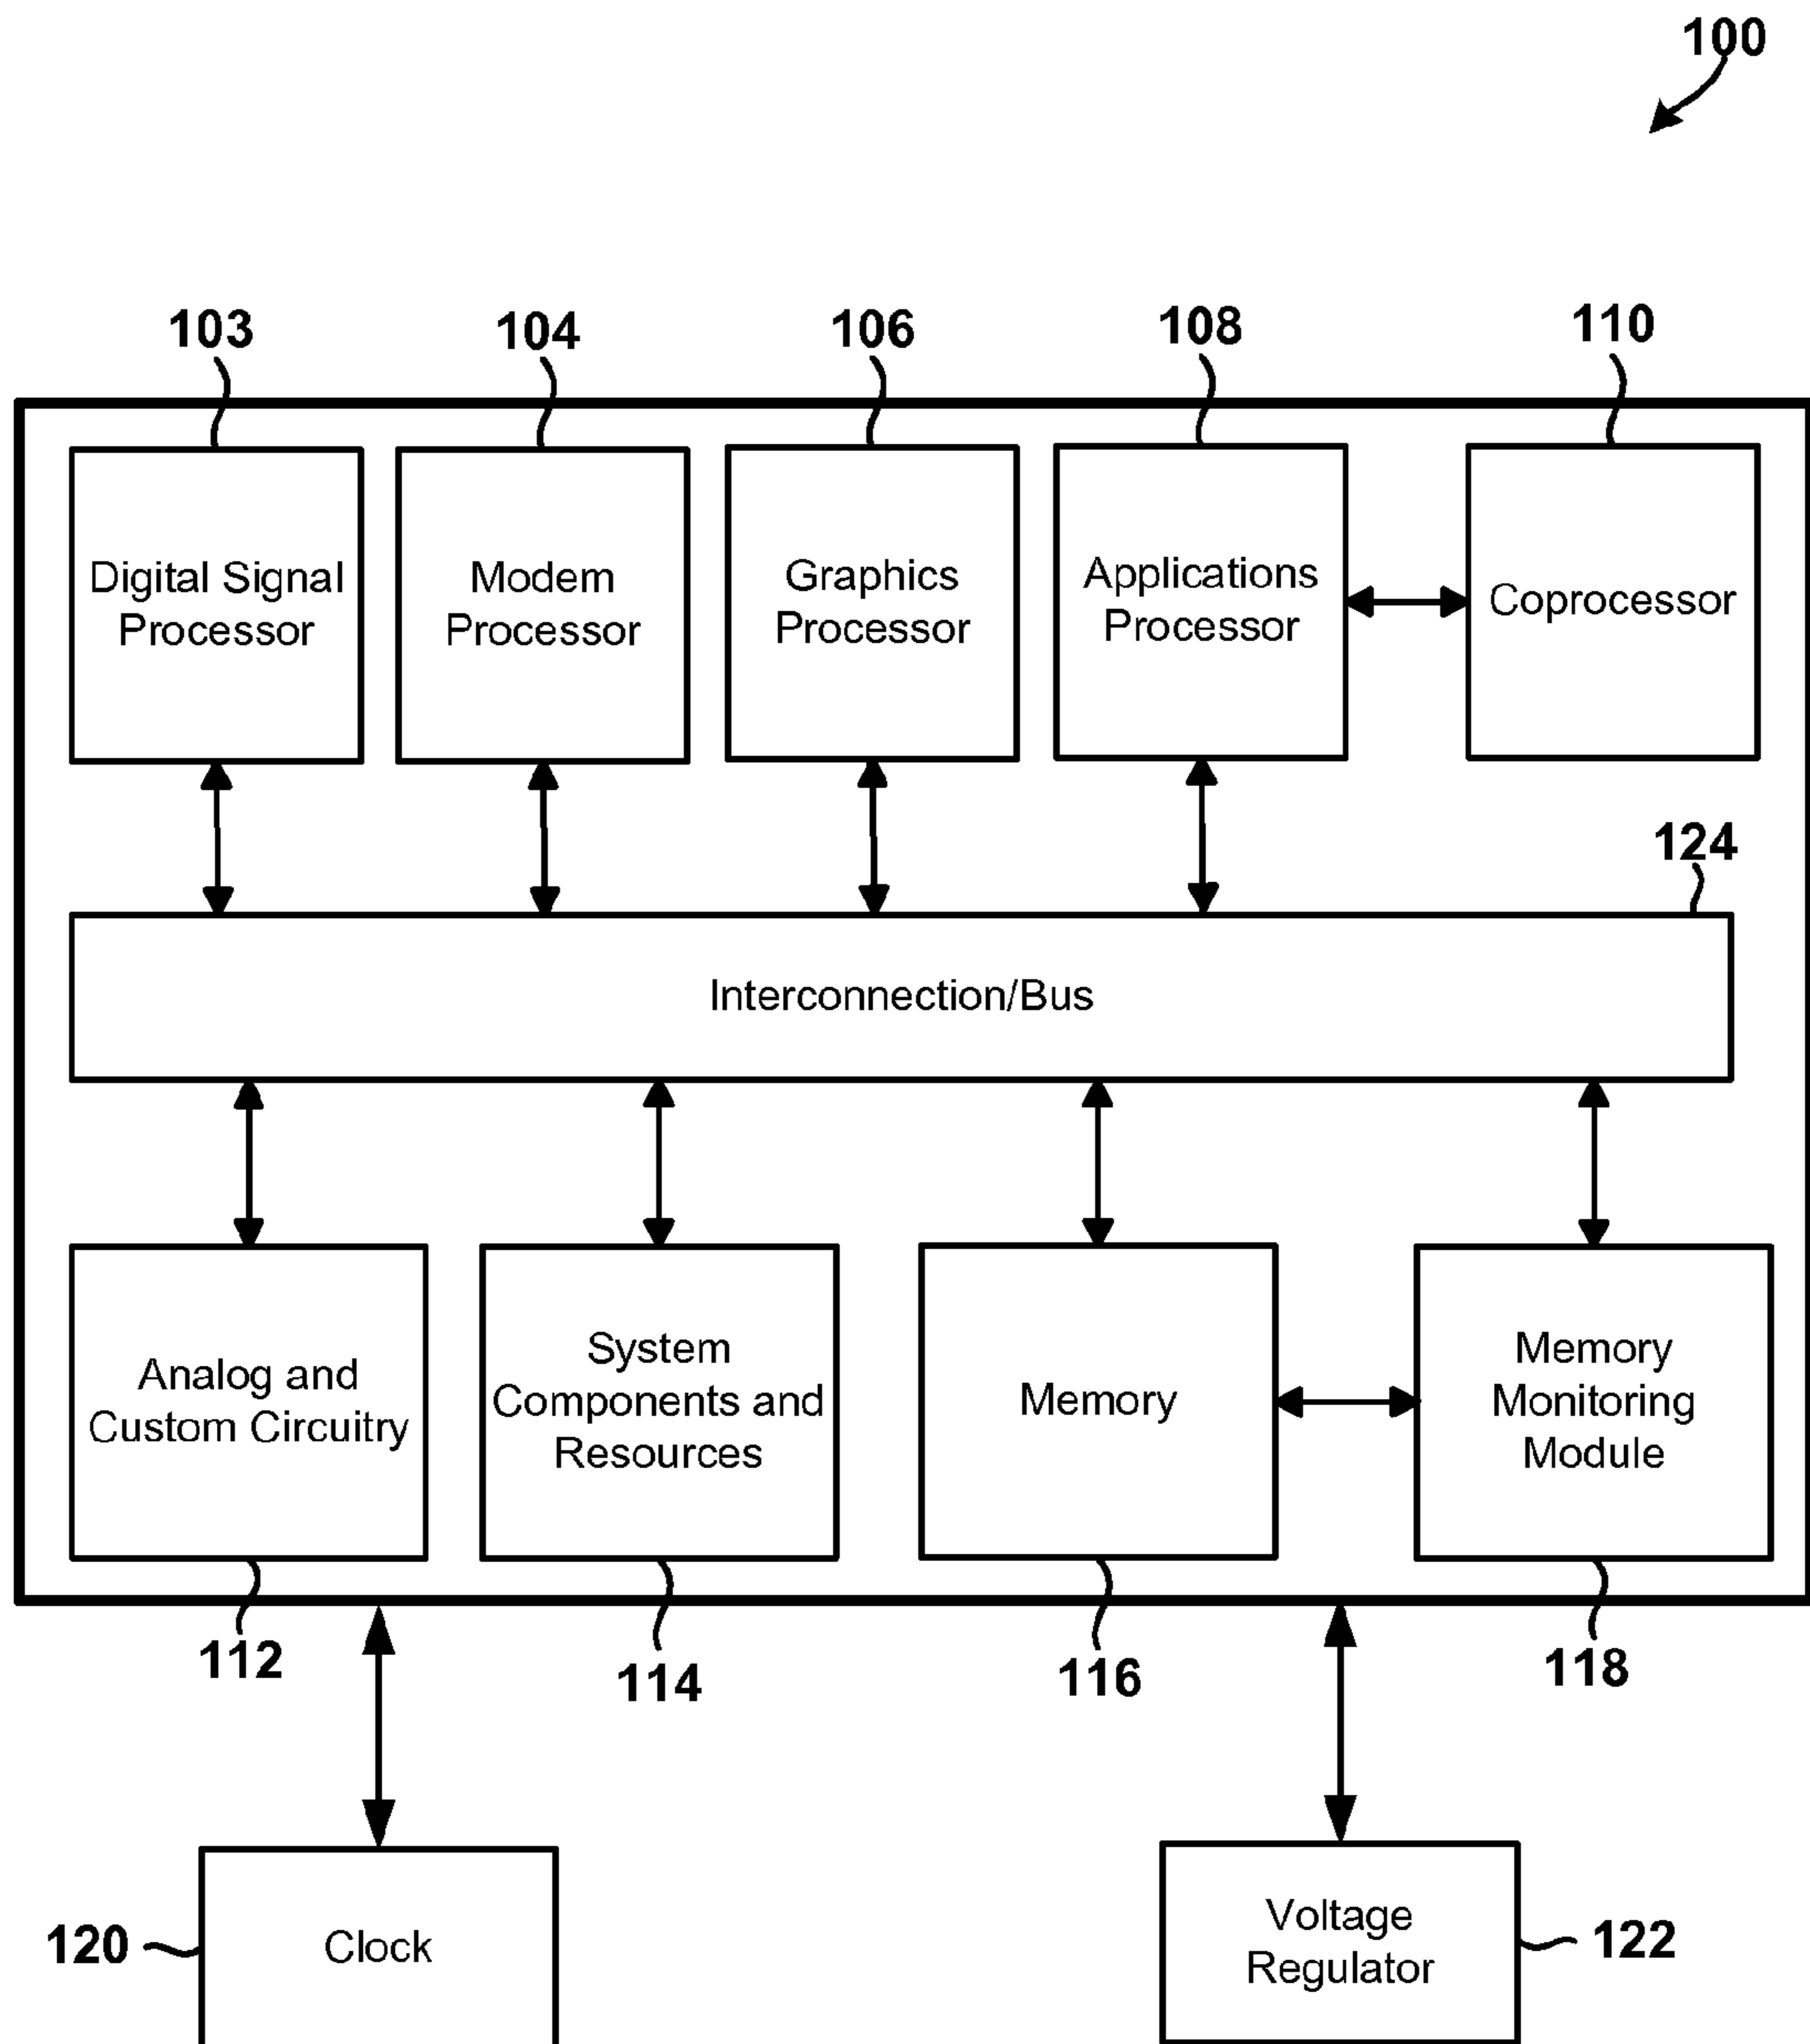 100
103
104
106
108
110
Digital Signal
Processor
Modem
Processor
Graphics
Processor
Applications
Processor
Coprocessor
124
Interconnection/Bus
Analog and
Custom Circuitry
System
Components and
Resources
Memory
Memory
Monitoring
Module
112
114
116
118
120
Clock
Voltage
Regulator
122